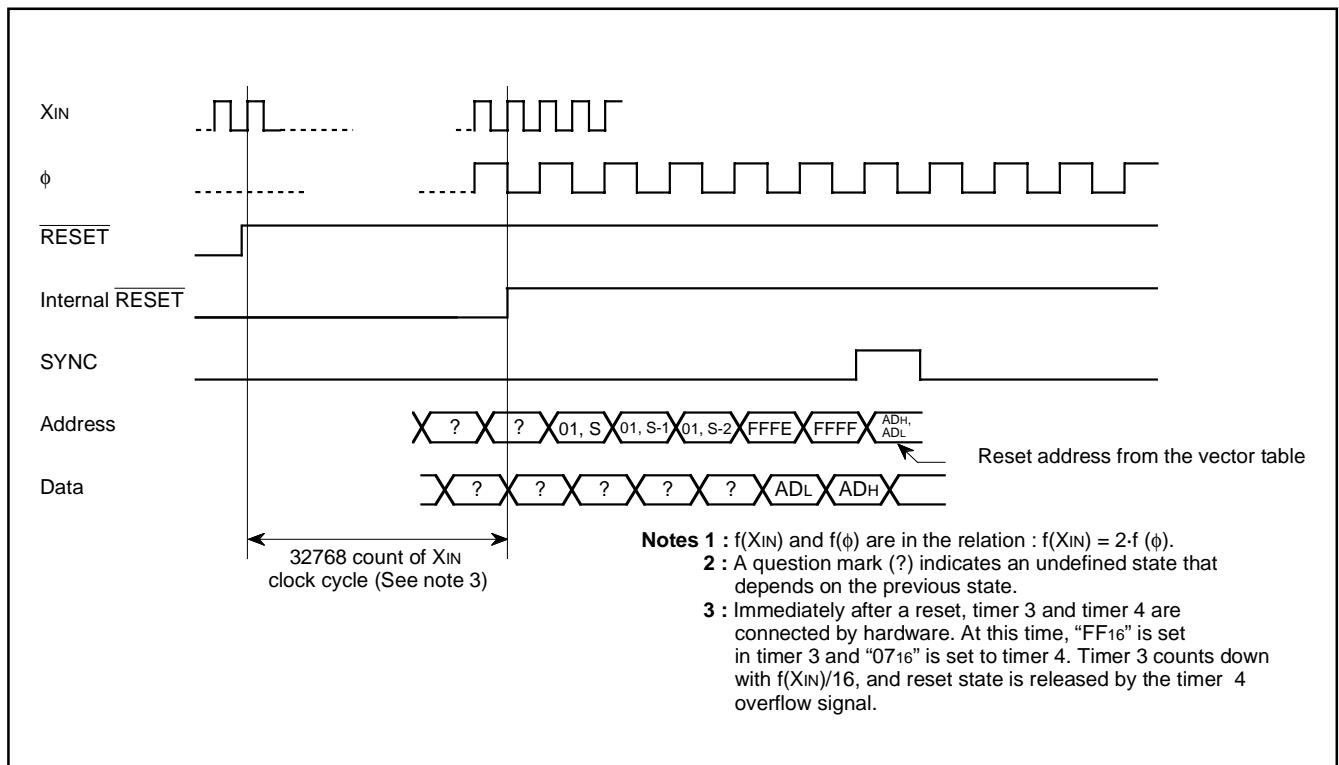 XIN
ϕ
RESET
Internal RESET
SYNC
Address
? ? 01, S 01, S-1 01, S-2 FFFE FFFF ADH,
ADL
Reset address from the vector table
Data
? ? ? ? ? ADL ADH
32768 count of XIN
clock cycle (See note 3)
Notes 1 : f(XIN) and f(ϕ) are in the relation : f(XIN) = 2·f (ϕ).
2 : A question mark (?) indicates an undefined state that
depends on the previous state.
3 : Immediately after a reset, timer 3 and timer 4 are
connected by hardware. At this time, “FF16” is set
in timer 3 and “0716” is set to timer 4. Timer 3 counts down
with f(XIN)/16, and reset state is released by the timer 4
overflow signal.